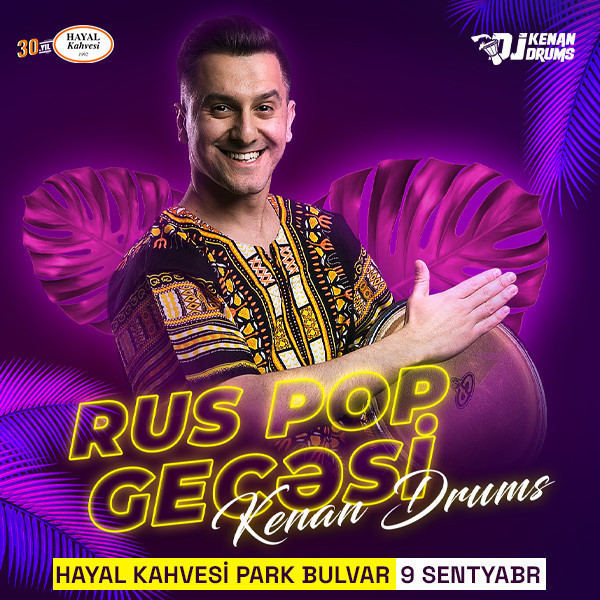 30.YIL
HAYAL
Kahvesi
1992
DJ KENAN
DRUMS
RUS POP
GECƏSİ
Kenan Drums
HAYAL KAHVESİ PARK BULVAR 9 SENTYABR